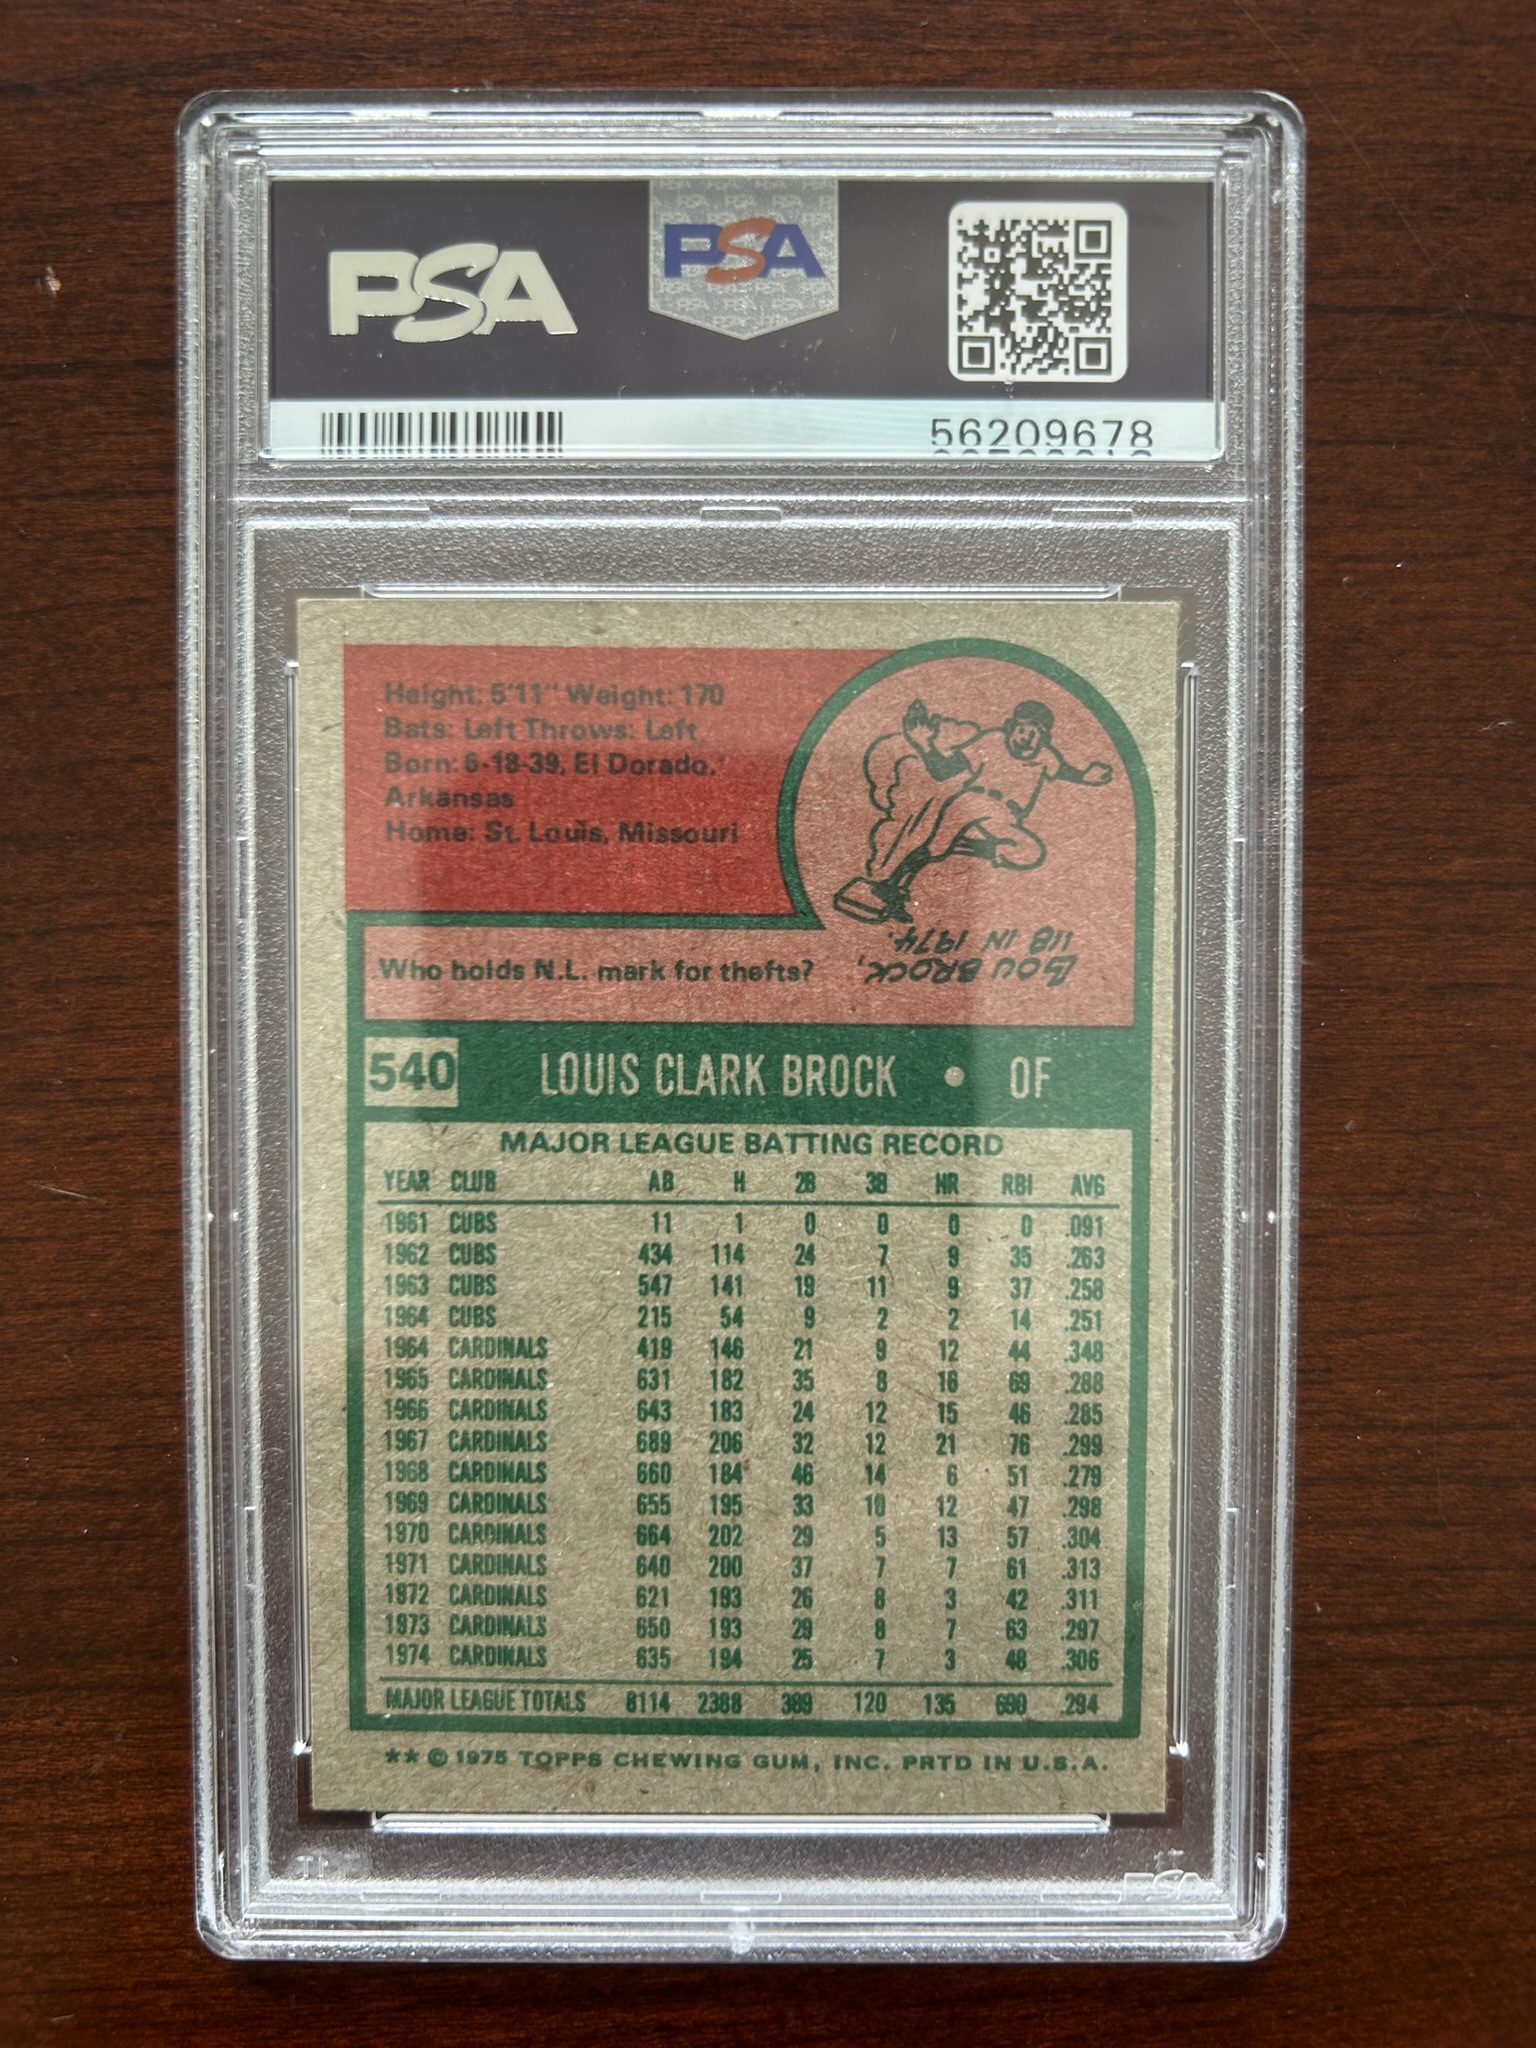 PSA
PSA
56209678
Height: 5'11" Weight: 170
Bats: Left Throws: Left
Born: 6-18-39, El Dorado,
Arkansas
Home: St. Louis, Missouri
Who holds N.L. mark for thefts?
LOU BROCK,
118 IN 1974.
540 LOUIS CLARK BROCK • OF
MAJOR LEAGUE BATTING RECORD
YEAR CLUB AB H 2B 3B HR RBI AVG
1961 CUBS 11 1 0 0 0 0 .091
1962 CUBS 434 114 24 7 9 35 .263
1963 CUBS 547 141 19 11 9 37 .258
1964 CUBS 215 54 9 2 2 14 .251
1964 CARDINALS 419 146 21 9 12 44 .348
1965 CARDINALS 631 182 35 8 16 69 .288
1966 CARDINALS 643 183 24 12 15 46 .285
1967 CARDINALS 689 206 32 12 21 76 .299
1968 CARDINALS 660 184 46 14 6 51 .279
1969 CARDINALS 655 195 33 10 12 47 .298
1970 CARDINALS 664 202 29 5 13 57 .304
1971 CARDINALS 640 200 37 7 7 61 .313
1972 CARDINALS 621 193 26 8 3 42 .311
1973 CARDINALS 650 193 29 8 7 63 .297
1974 CARDINALS 635 194 25 7 3 48 .306
MAJOR LEAGUE TOTALS 8114 2388 389 120 135 690 .294
** © 1975 TOPPS CHEWING GUM, INC. PRTD IN U.S.A.
PSA